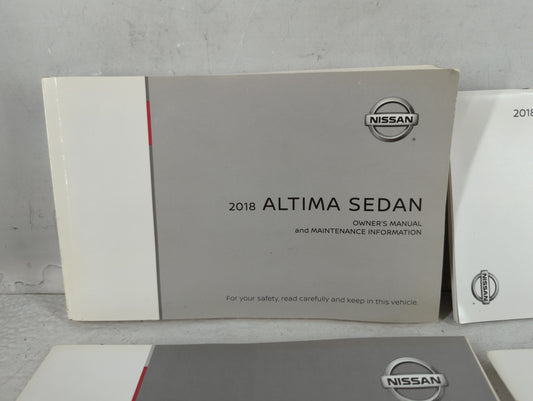 NISSAN
2018 ALTIMA SEDAN
OWNER'S MANUAL
and MAINTENANCE INFORMATION
For your safety, read carefully and keep in this vehicle.
2018
NISSAN
NISSAN